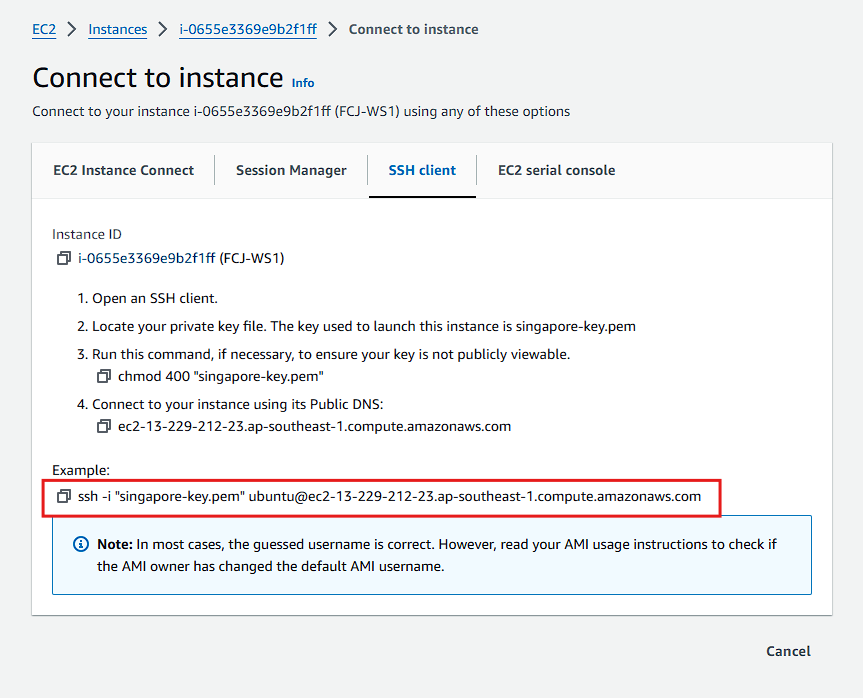 EC2 > Instances > i-0655e3369e9b2f1ff > Connect to instance
Connect to instance Info
Connect to your instance i-0655e3369e9b2f1ff (FCJ-WS1) using any of these options
EC2 Instance Connect Session Manager SSH client EC2 serial console
Instance ID
i-0655e3369e9b2f1ff (FCJ-WS1)
1. Open an SSH client.
2. Locate your private key file. The key used to launch this instance is singapore-key.pem
3. Run this command, if necessary, to ensure your key is not publicly viewable.
chmod 400 "singapore-key.pem"
4. Connect to your instance using its Public DNS:
ec2-13-229-212-23.ap-southeast-1.compute.amazonaws.com
Example:
ssh -i "singapore-key.pem" ubuntu@ec2-13-229-212-23.ap-southeast-1.compute.amazonaws.com
Note: In most cases, the guessed username is correct. However, read your AMI usage instructions to check if
the AMI owner has changed the default AMI username.
Cancel